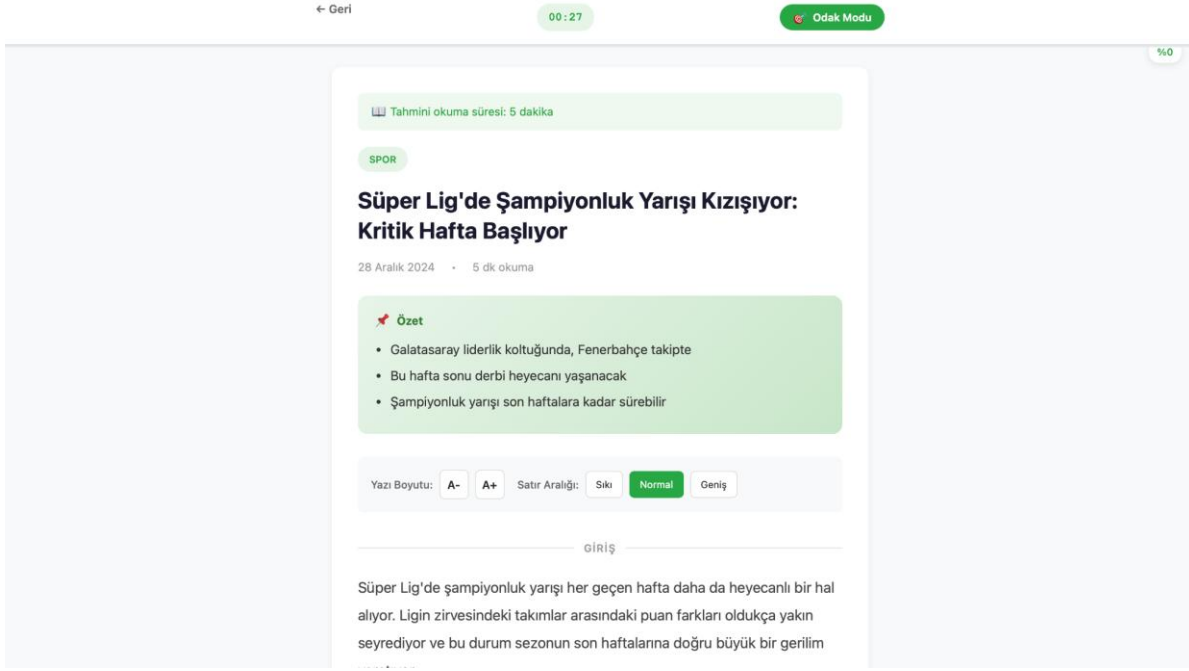 ← Geri
00:27
🎯 Odak Modu
%0
📖 Tahmini okuma süresi: 5 dakika
SPOR
Süper Lig'de Şampiyonluk Yarışı Kızışıyor:
Kritik Hafta Başlıyor
28 Aralık 2024 • 5 dk okuma
📌 Özet
• Galatasaray liderlik koltuğunda, Fenerbahçe takipte
• Bu hafta sonu derbi heyecanı yaşanacak
• Şampiyonluk yarışı son haftalara kadar sürebilir
Yazı Boyutu: A- A+ Satır Aralığı: Sıkı Normal Geniş
GİRİŞ
Süper Lig'de şampiyonluk yarışı her geçen hafta daha da heyecanlı bir hal
alıyor. Ligin zirvesindeki takımlar arasındaki puan farkları oldukça yakın
seyrediyor ve bu durum sezonun son haftalarına doğru büyük bir gerilim